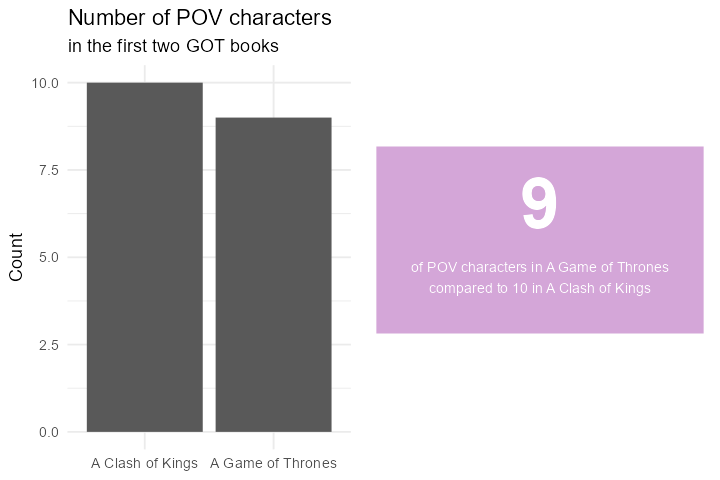 Number of POV characters
in the first two GOT books
Count
10.0
7.5
5.0
2.5
0.0
A Clash of Kings
A Game of Thrones
9
of POV characters in A Game of Thrones
compared to 10 in A Clash of Kings